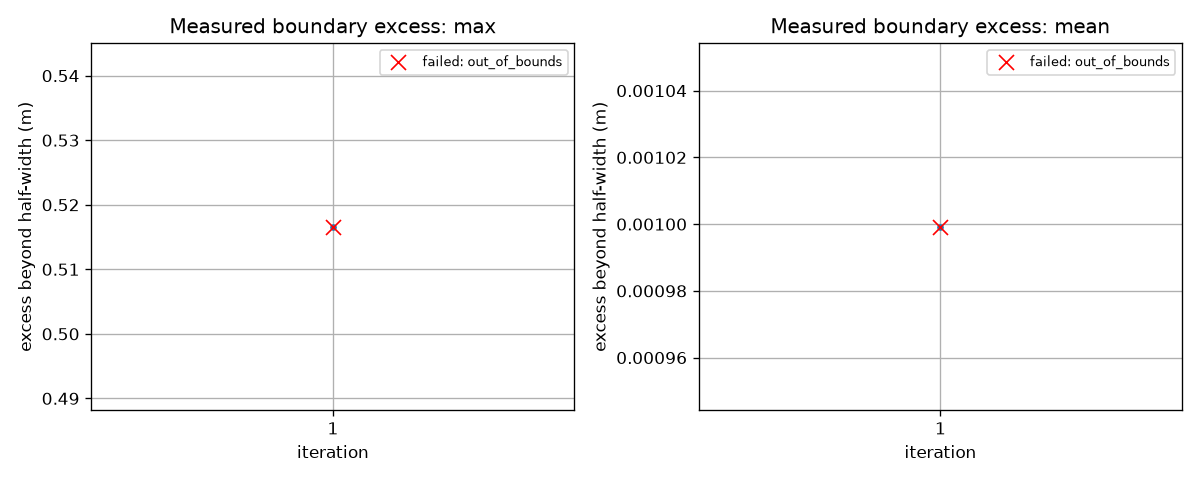 Measured boundary excess: max
failed: out_of_bounds
excess beyond half-width (m)
0.54
0.53
0.52
0.51
0.50
0.49
1
iteration
Measured boundary excess: mean
failed: out_of_bounds
excess beyond half-width (m)
0.00104
0.00102
0.00100
0.00098
0.00096
1
iteration